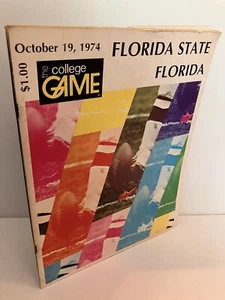 October 19, 1974
FLORIDA STATE
FLORIDA
$1.00
the college
GAME